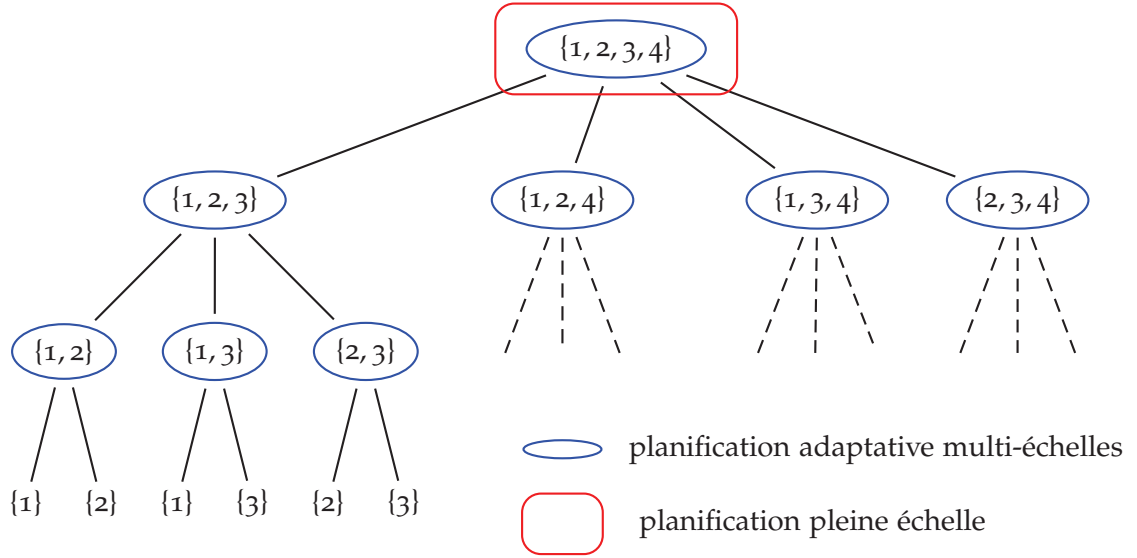 {1, 2, 3, 4}
{1, 2, 3} {1, 2, 4} {1, 3, 4} {2, 3, 4}
{1, 2} {1, 3} {2, 3}
{1} {2} {1} {3} {2} {3}
planification adaptative multi-échelles
planification pleine échelle